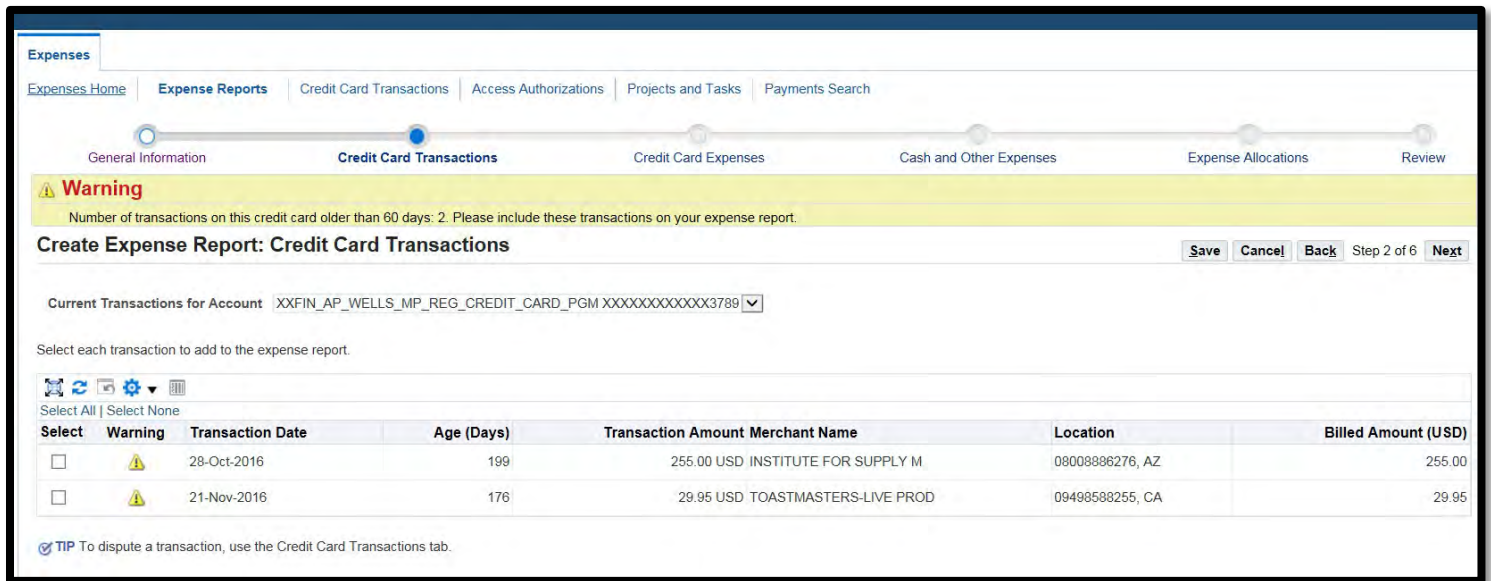 Expenses
Expenses Home Expense Reports Credit Card Transactions Access Authorizations Projects and Tasks Payments Search
General Information Credit Card Transactions Credit Card Expenses Cash and Other Expenses Expense Allocations Review
Warning
Number of transactions on this credit card older than 60 days: 2. Please include these transactions on your expense report.
Create Expense Report: Credit Card Transactions Save Cancel Back Step 2 of 6 Next
Current Transactions for Account XXFIN_AP_WELLS_MP_REG_CREDIT_CARD_PGM XXXXXXXXXXXX3789
Select each transaction to add to the expense report.
Select All | Select None
Select Warning Transaction Date Age (Days) Transaction Amount Merchant Name Location Billed Amount (USD)
28-Oct-2016 199 255.00 USD INSTITUTE FOR SUPPLY M 08008886276, AZ 255.00
21-Nov-2016 176 29.95 USD TOASTMASTERS-LIVE PROD 09498588255, CA 29.95
TIP To dispute a transaction, use the Credit Card Transactions tab.